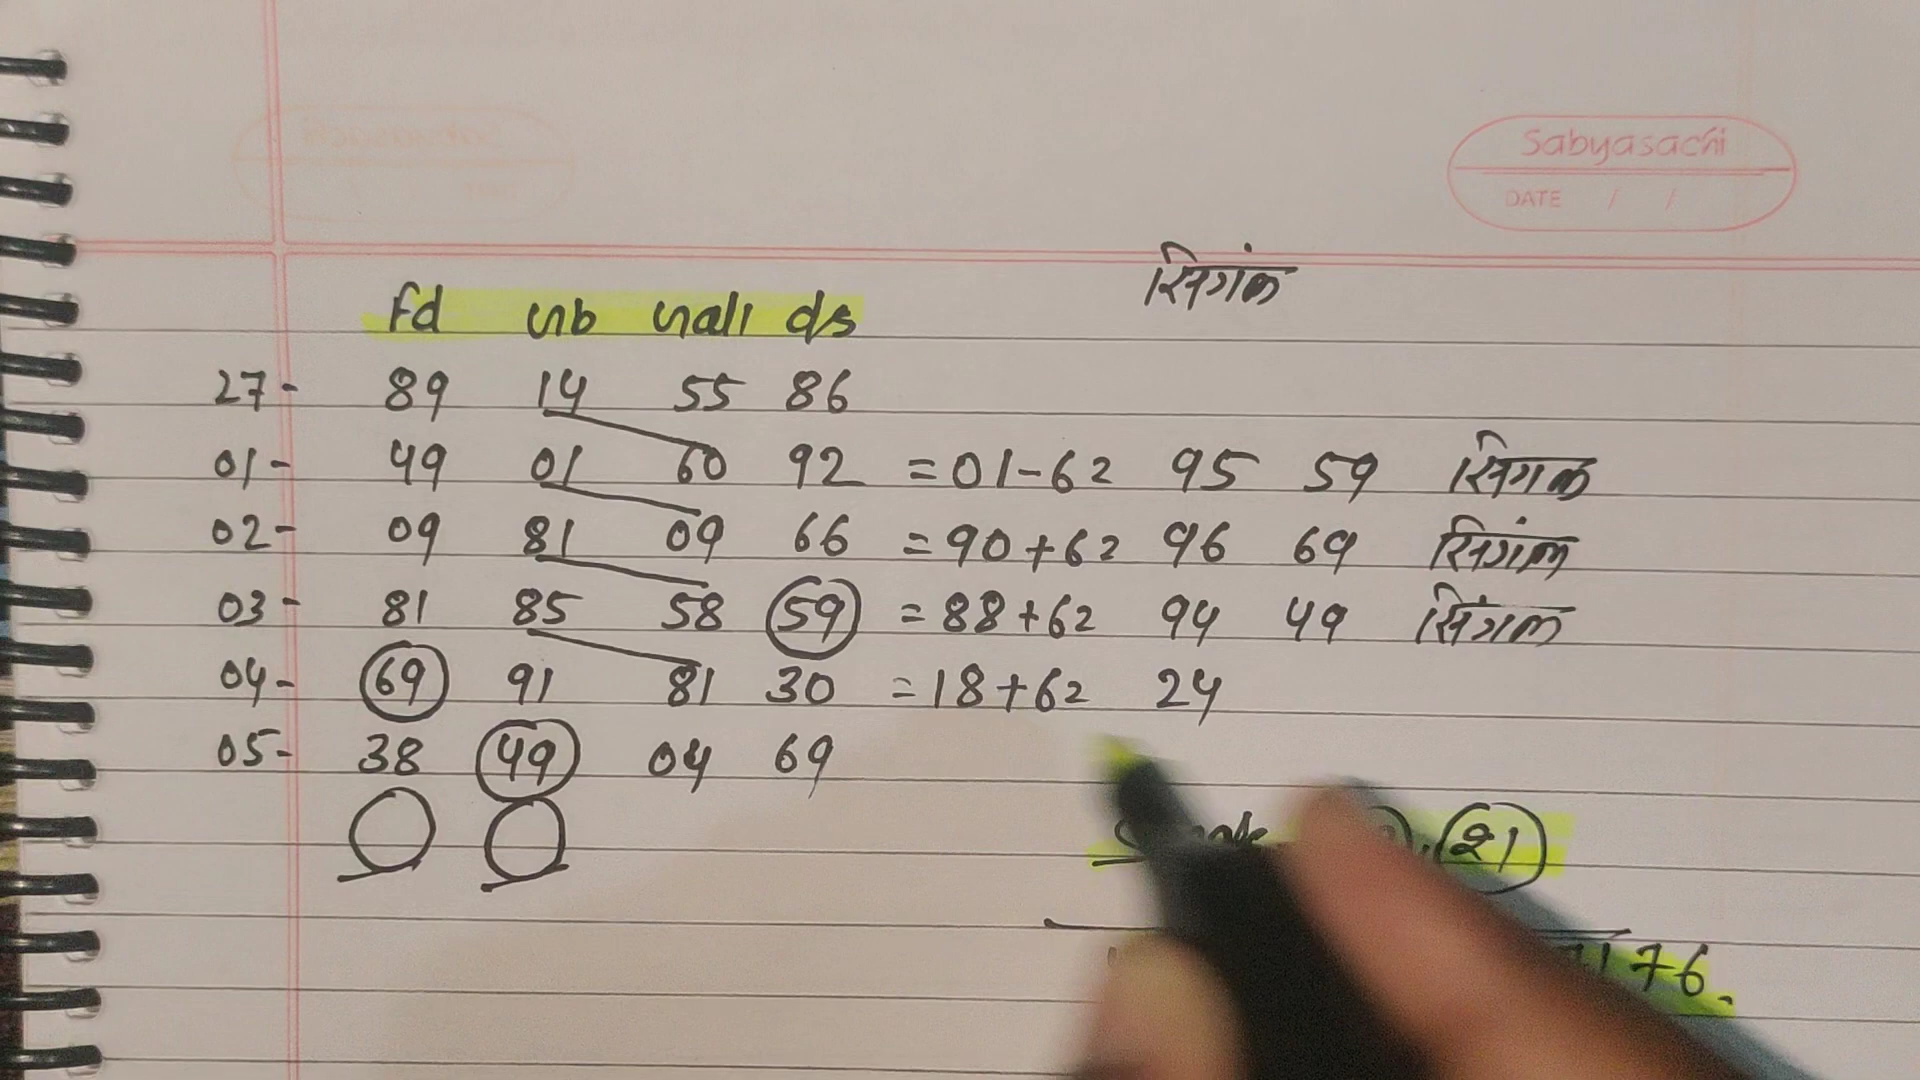 Sabyasachi
DATE / /
सिगंल
fd gb gali ds
27- 89 14 55 86
01- 49 01 60 92 =01-62 95 59 सिगल
02- 09 81 09 66 =90+62 96 69 सिगंल
03- 81 85 58 59 =88+62 94 49 सिंगल
04- 69 91 81 30 =18+62 24
05- 38 49 04 69
21
76.